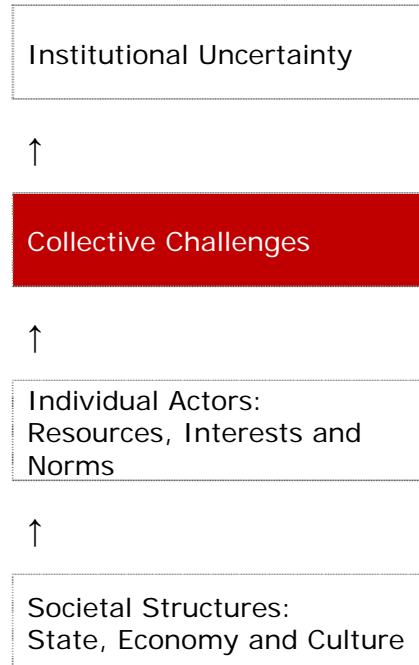 Institutional Uncertainty
↑
Collective Challenges
↑
Individual Actors:
Resources, Interests and
Norms
↑
Societal Structures:
State, Economy and Culture